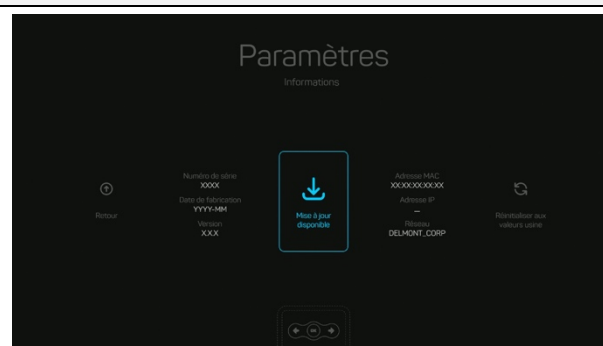 Paramètres
Informations
Retour
Numéro de série
XXXX
Date de fabrication
YYYY-MM
Version
X.X.X
Mise à jour
disponible
Adresse MAC
XX:XX:XX:XX:XX
Adresse IP
—
Réseau
DELMONT_CORP
Réinitialiser aux
valeurs usine